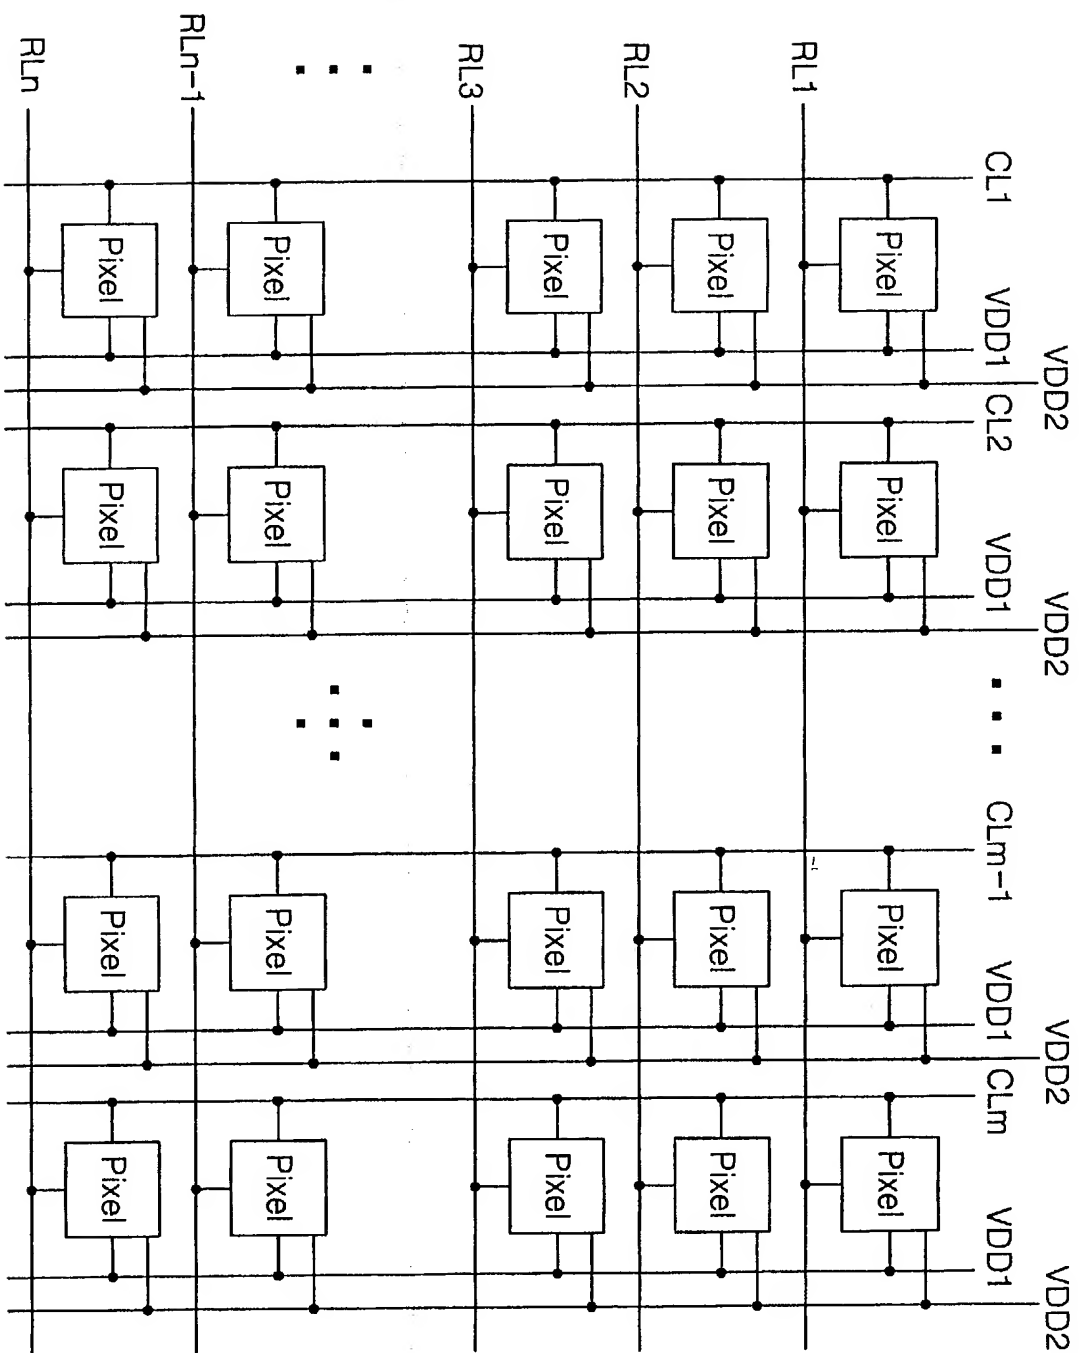 VDD2 VDD2 VDD2 VDD2
CL1 VDD1 CL2 VDD1 ... CLm-1 VDD1 CLm VDD1
Pixel Pixel Pixel Pixel
RL1
Pixel Pixel Pixel Pixel
RL2
Pixel Pixel Pixel Pixel
RL3
...
Pixel Pixel Pixel Pixel
RLn-1
Pixel Pixel Pixel Pixel
RLn